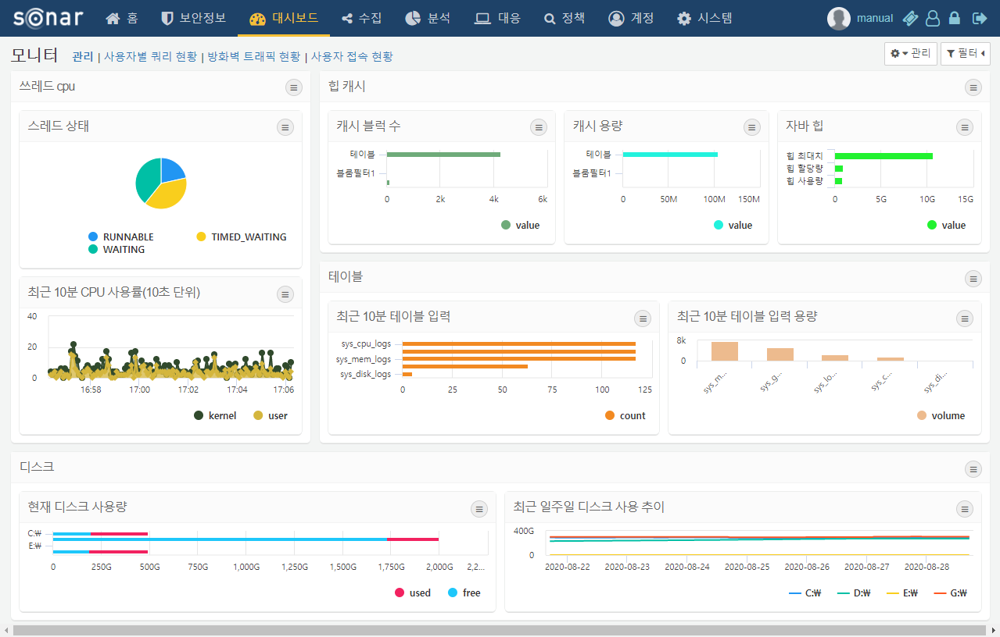 sonar 홈 보안정보 대시보드 수집 분석 대응 정책 계정 시스템 manual
모니터 관리 | 사용자별 쿼리 현황 | 방화벽 트래픽 현황 | 사용자 접속 현황 관리 필터
쓰레드 cpu
스레드 상태
RUNNABLE TIMED_WAITING
WAITING
최근 10분 CPU 사용률(10초 단위)
40
20
0
16:58 17:00 17:02 17:04 17:06
kernel user
힙 캐시
캐시 블럭 수
테이블
블룸필터1
0 2k 4k 6k
value
캐시 용량
테이블
블룸필터1
0 50M 100M 150M
value
자바 힙
힙 최대치
힙 할당량
힙 사용량
0 5G 10G 15G
value
테이블
최근 10분 테이블 입력
sys_cpu_logs
sys_mem_logs
sys_disk_logs
0 25 50 75 100 125
count
최근 10분 테이블 입력 용량
8k
0
sys_m... sys_g... sys_lo... sys_c... sys_di...
volume
디스크
현재 디스크 사용량
C:₩
E:₩
0 250G 500G 750G 1,000G 1,250G 1,500G 1,750G 2,000G 2,2...
used free
최근 일주일 디스크 사용 추이
400G
0
2020-08-22 2020-08-23 2020-08-24 2020-08-25 2020-08-26 2020-08-27 2020-08-28
C:₩ D:₩ E:₩ G:₩